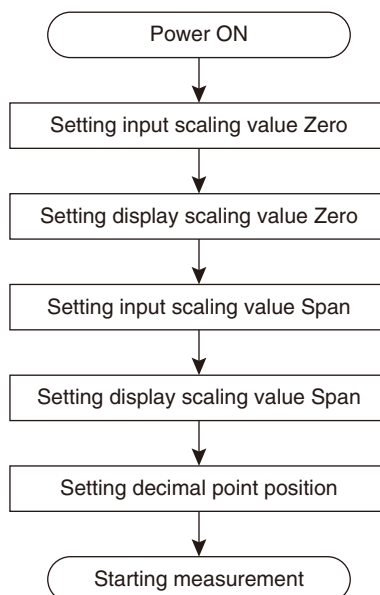 Power ON
Setting input scaling value Zero
Setting display scaling value Zero
Setting input scaling value Span
Setting display scaling value Span
Setting decimal point position
Starting measurement